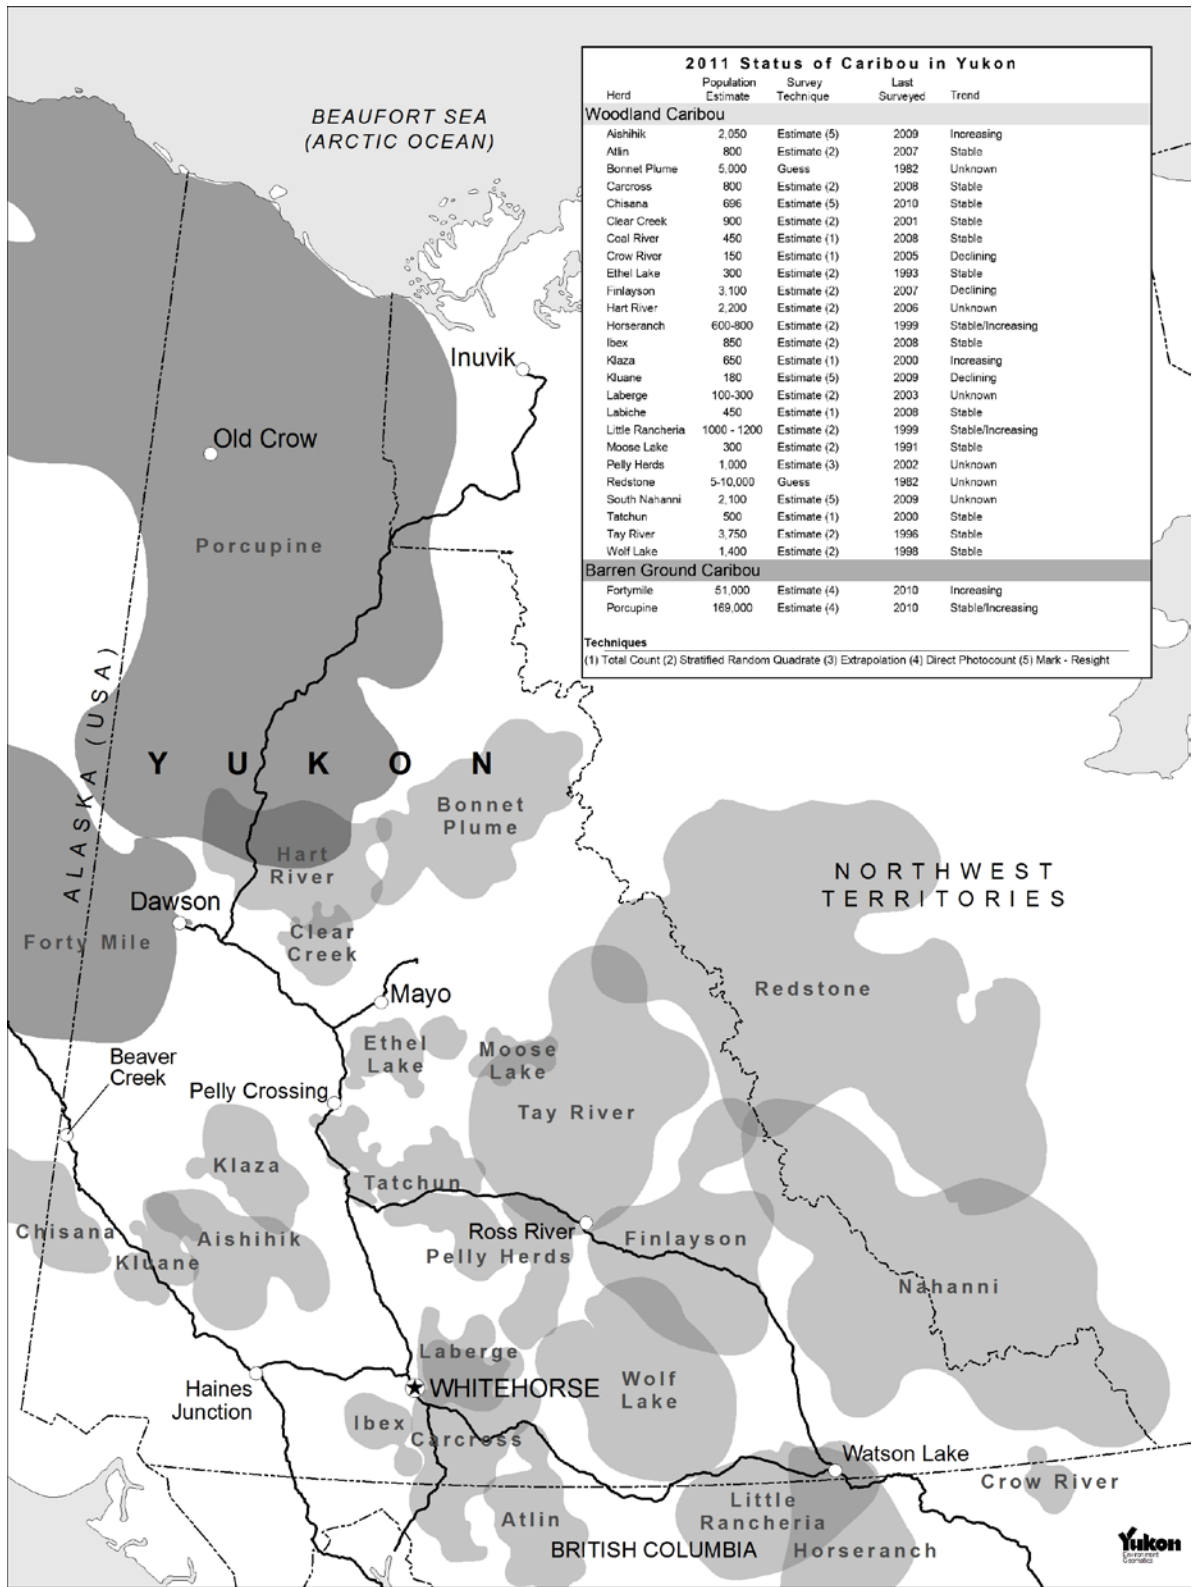 2011 Status of Caribou in Yukon
Herd Population Estimate Survey Technique Last Surveyed Trend
Woodland Caribou
Aishihik 2,050 Estimate (5) 2009 Increasing
Atlin 800 Estimate (2) 2007 Stable
Bonnet Plume 5,000 Guess 1982 Unknown
Carcross 800 Estimate (2) 2008 Stable
Chisana 696 Estimate (5) 2010 Stable
Clear Creek 900 Estimate (2) 2001 Stable
Coal River 450 Estimate (1) 2008 Stable
Crow River 150 Estimate (1) 2005 Declining
Ethel Lake 300 Estimate (2) 1993 Stable
Finlayson 3,100 Estimate (2) 2007 Declining
Hart River 2,200 Estimate (2) 2006 Unknown
Horseranch 600-800 Estimate (2) 1999 Stable/Increasing
Ibex 850 Estimate (2) 2008 Stable
Klaza 650 Estimate (1) 2000 Increasing
Kluane 180 Estimate (5) 2009 Declining
Laberge 100-300 Estimate (2) 2003 Unknown
Labiche 450 Estimate (1) 2008 Stable
Little Rancheria 1000 - 1200 Estimate (2) 1999 Stable/Increasing
Moose Lake 300 Estimate (2) 1991 Stable
Pelly Herds 1,000 Estimate (3) 2002 Unknown
Redstone 5-10,000 Guess 1982 Unknown
South Nahanni 2,100 Estimate (5) 2009 Unknown
Tatchun 500 Estimate (1) 2000 Stable
Tay River 3,750 Estimate (2) 1996 Stable
Wolf Lake 1,400 Estimate (2) 1998 Stable
Barren Ground Caribou
Fortymile 51,000 Estimate (4) 2010 Increasing
Porcupine 169,000 Estimate (4) 2010 Stable/Increasing
Techniques
(1) Total Count (2) Stratified Random Quadrate (3) Extrapolation (4) Direct Photocount (5) Mark - Resight
BEAUFORT SEA
(ARCTIC OCEAN)
Inuvik
Old Crow
Porcupine
ALASKA (USA)
YUKON
Bonnet
Plume
Hart
River
NORTHWEST
TERRITORIES
Dawson
Forty Mile
Clear
Creek
Redstone
Mayo
Ethel
Lake
Moose
Lake
Beaver
Creek
Pelly Crossing
Tay River
Klaza
Tatchun
Chisana
Kluane
Aishihik
Ross River
Pelly Herds
Finlayson
Nahanni
Laberge
WHITEHORSE
Wolf
Lake
Haines
Junction
Ibex
Carcross
Watson Lake
Crow River
Atlin
Little
Rancheria
BRITISH COLUMBIA
Horseranch
Yukon
Environment
Geomatics